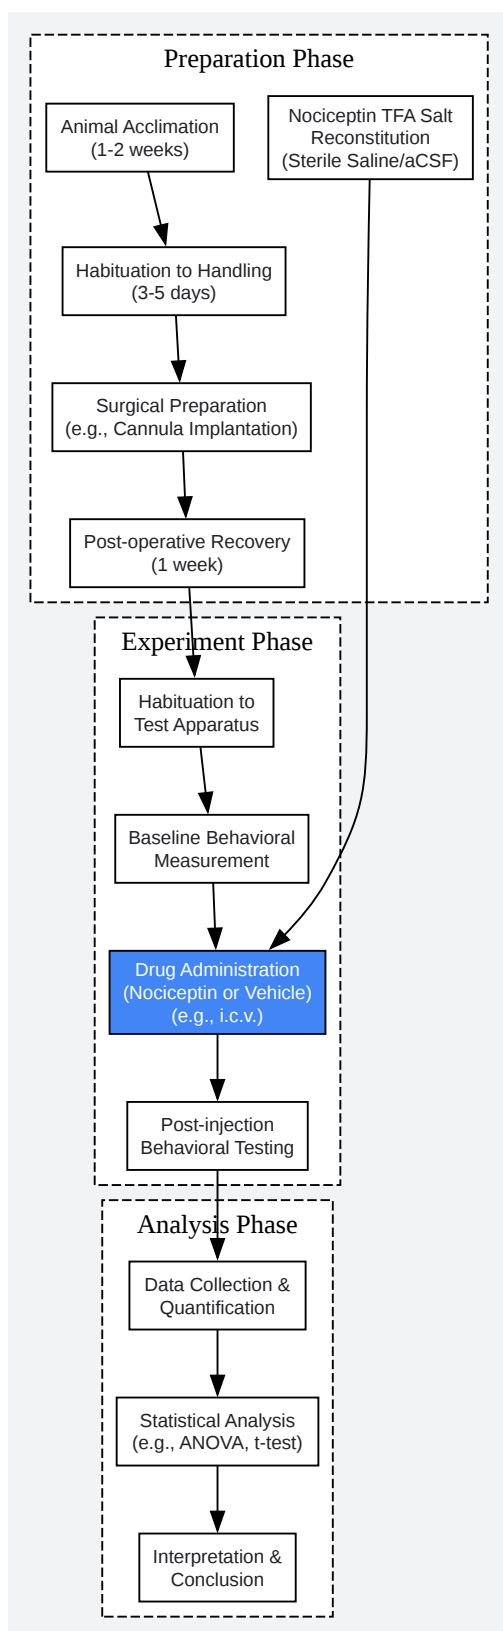 Preparation Phase
Animal Acclimation
(1-2 weeks)
Nociceptin TFA Salt
Reconstitution
(Sterile Saline/aCSF)
Habituation to Handling
(3-5 days)
Surgical Preparation
(e.g., Cannula Implantation)
Post-operative Recovery
(1 week)
Experiment Phase
Habituation to
Test Apparatus
Baseline Behavioral
Measurement
Drug Administration
(Nociceptin or Vehicle)
(e.g., i.c.v.)
Post-injection
Behavioral Testing
Analysis Phase
Data Collection &
Quantification
Statistical Analysis
(e.g., ANOVA, t-test)
Interpretation &
Conclusion